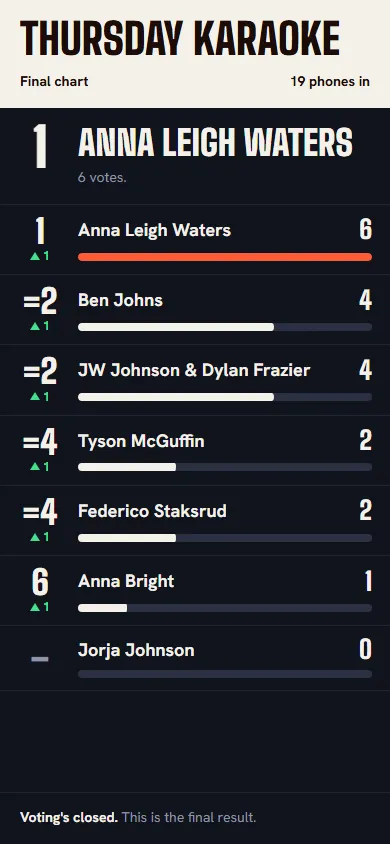 THURSDAY KARAOKE
Final chart 19 phones in
1 ANNA LEIGH WATERS
6 votes.
1 Anna Leigh Waters 6
▲ 1
=2 Ben Johns 4
▲ 1
=2 JW Johnson & Dylan Frazier 4
▲ 1
=4 Tyson McGuffin 2
▲ 1
=4 Federico Staksrud 2
▲ 1
6 Anna Bright 1
▲ 1
– Jorja Johnson 0
Voting's closed. This is the final result.